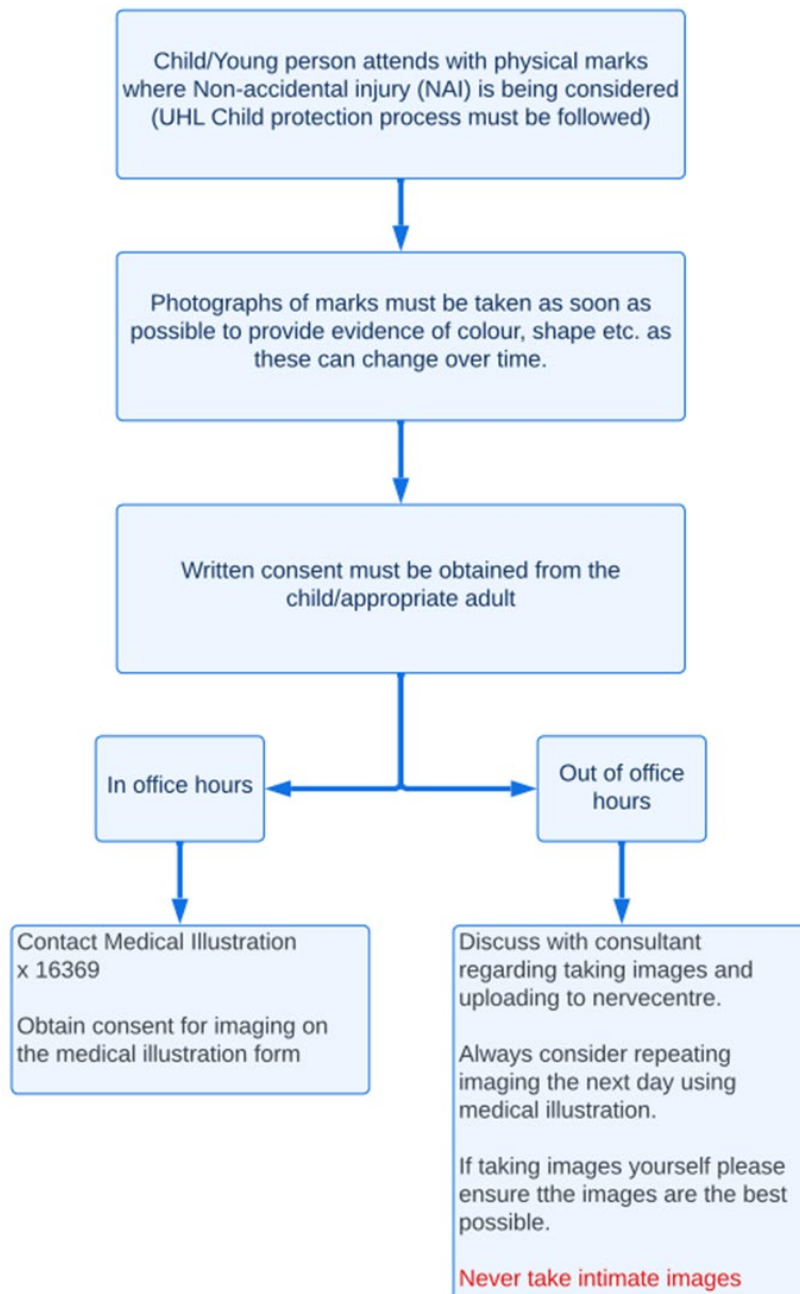 Child/Young person attends with physical marks
where Non-accidental injury (NAI) is being considered
(UHL Child protection process must be followed)
Photographs of marks must be taken as soon as
possible to provide evidence of colour, shape etc. as
these can change over time.
Written consent must be obtained from the
child/appropriate adult
In office hours
Out of office
hours
Contact Medical Illustration
x 16369
Obtain consent for imaging on
the medical illustration form
Discuss with consultant
regarding taking images and
uploading to nervecentre.
Always consider repeating
imaging the next day using
medical illustration.
If taking images yourself please
ensure tthe images are the best
possible.
Never take intimate images